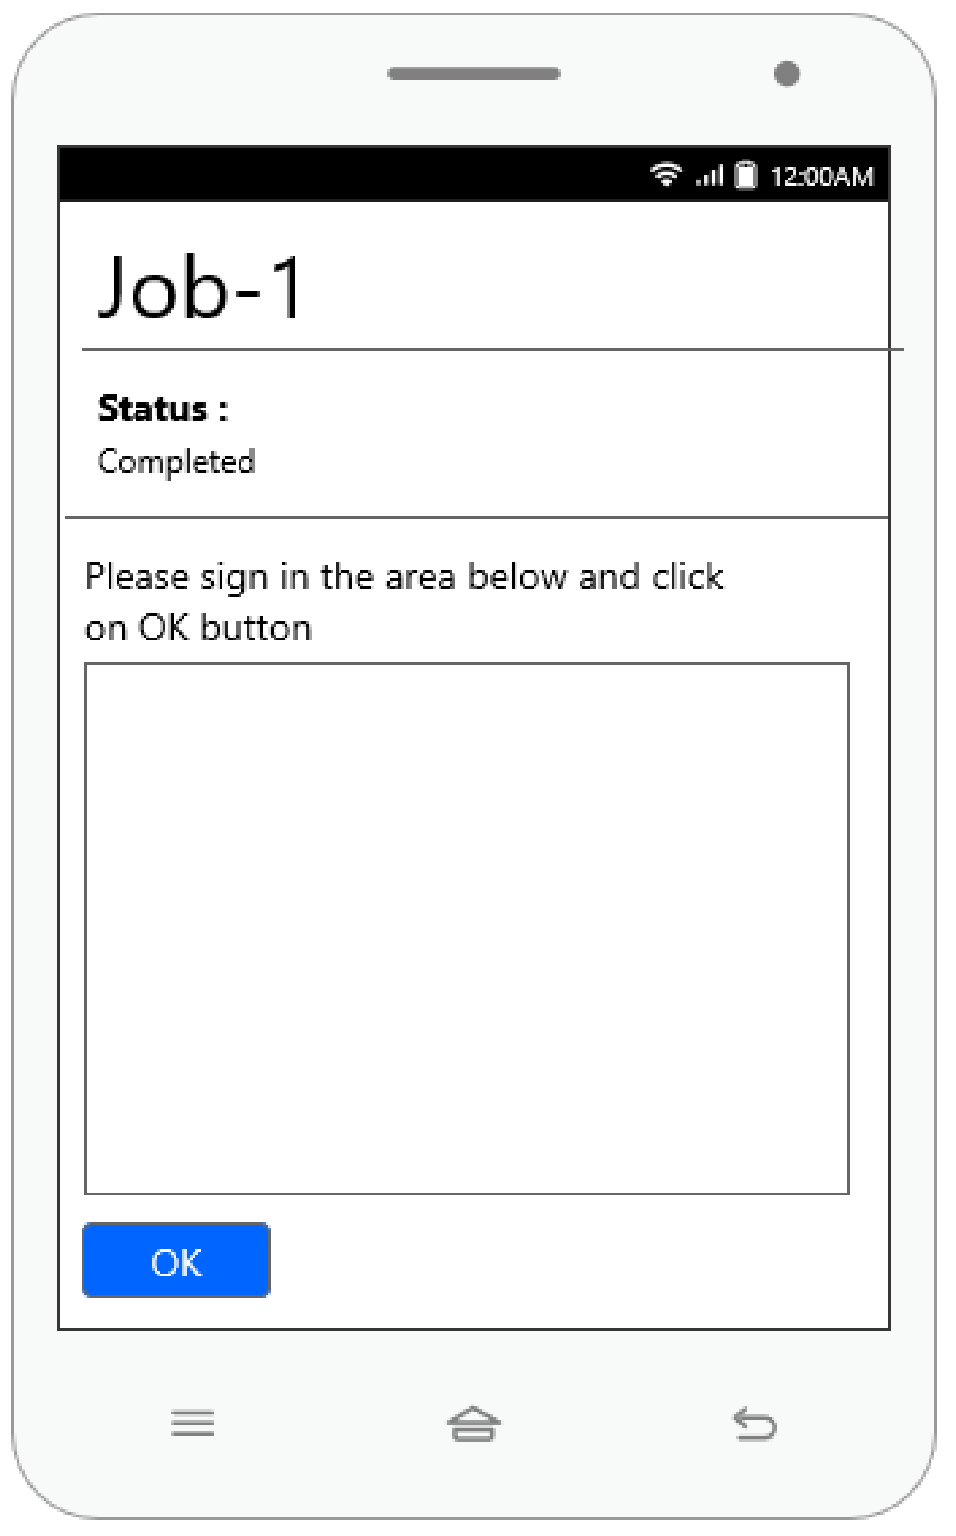 12:00AM
Job-1
Status :
Completed
Please sign in the area below and click
on OK button
OK